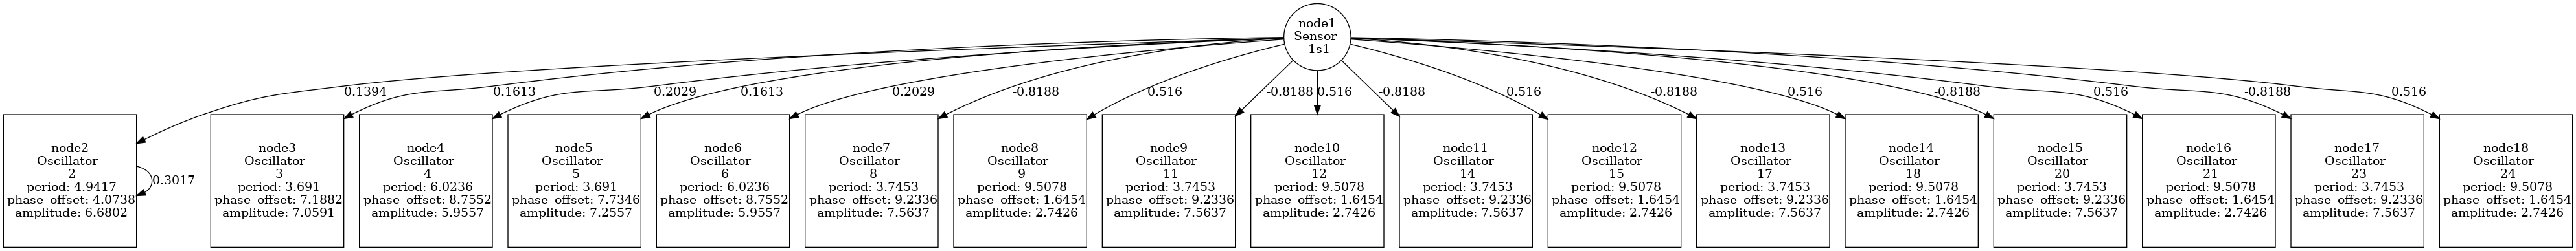 node1
Sensor
1s1
0.1394
0.1613
0.2029
0.1613
0.2029
-0.8188
0.516
-0.8188
0.516
-0.8188
0.516
-0.8188
0.516
-0.8188
0.516
-0.8188
0.516
node2
Oscillator
2
period: 4.9417
phase_offset: 4.0738
amplitude: 6.6802
0.3017
node3
Oscillator
3
period: 3.691
phase_offset: 7.1882
amplitude: 7.0591
node4
Oscillator
4
period: 6.0236
phase_offset: 8.7552
amplitude: 5.9557
node5
Oscillator
5
period: 3.691
phase_offset: 7.7346
amplitude: 7.2557
node6
Oscillator
6
period: 6.0236
phase_offset: 8.7552
amplitude: 5.9557
node7
Oscillator
8
period: 3.7453
phase_offset: 9.2336
amplitude: 7.5637
node8
Oscillator
9
period: 9.5078
phase_offset: 1.6454
amplitude: 2.7426
node9
Oscillator
11
period: 3.7453
phase_offset: 9.2336
amplitude: 7.5637
node10
Oscillator
12
period: 9.5078
phase_offset: 1.6454
amplitude: 2.7426
node11
Oscillator
14
period: 3.7453
phase_offset: 9.2336
amplitude: 7.5637
node12
Oscillator
15
period: 9.5078
phase_offset: 1.6454
amplitude: 2.7426
node13
Oscillator
17
period: 3.7453
phase_offset: 9.2336
amplitude: 7.5637
node14
Oscillator
18
period: 9.5078
phase_offset: 1.6454
amplitude: 2.7426
node15
Oscillator
20
period: 3.7453
phase_offset: 9.2336
amplitude: 7.5637
node16
Oscillator
21
period: 9.5078
phase_offset: 1.6454
amplitude: 2.7426
node17
Oscillator
23
period: 3.7453
phase_offset: 9.2336
amplitude: 7.5637
node18
Oscillator
24
period: 9.5078
phase_offset: 1.6454
amplitude: 2.7426